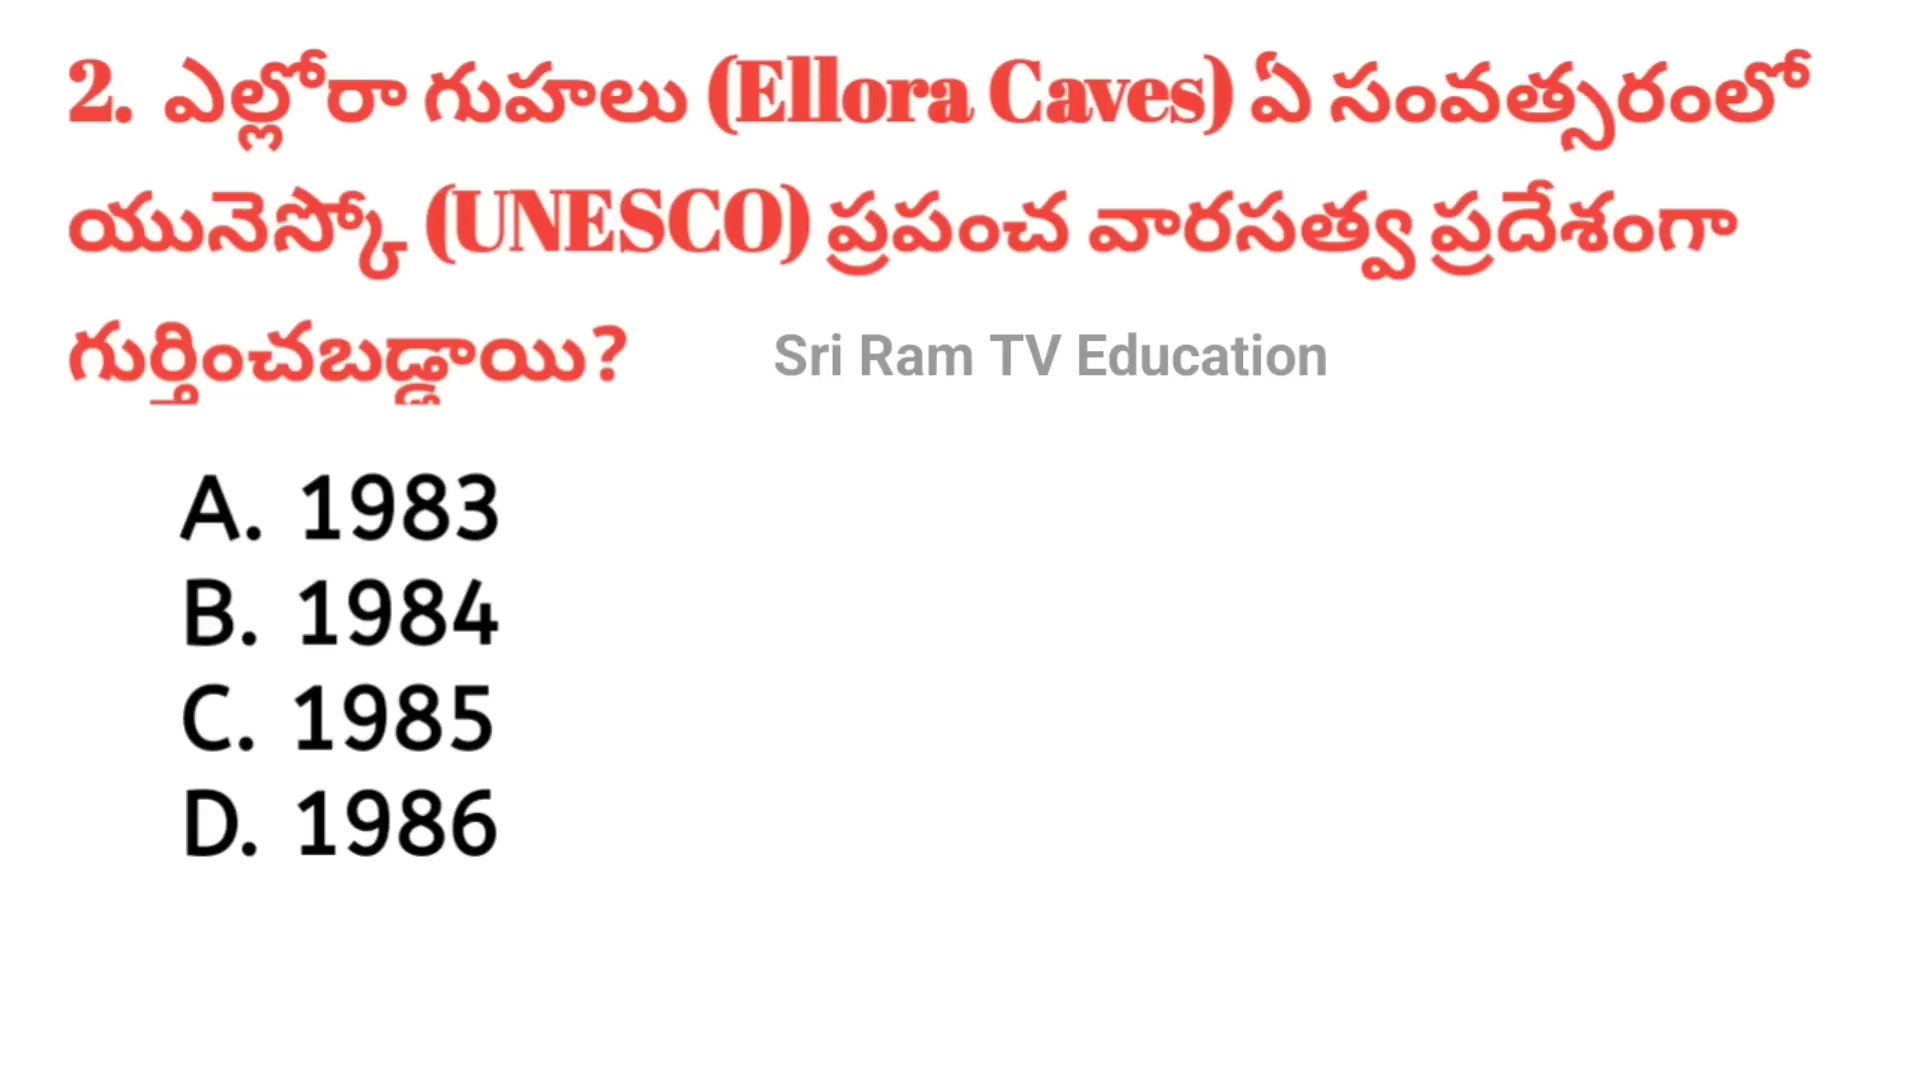 2. ఎల్లోరా గుహలు (Ellora Caves) ఏ సంవత్సరంలో
యునెస్కో (UNESCO) ప్రపంచ వారసత్వ ప్రదేశంగా
గుర్తించబడ్డాయి? Sri Ram TV Education
A. 1983
B. 1984
C. 1985
D. 1986